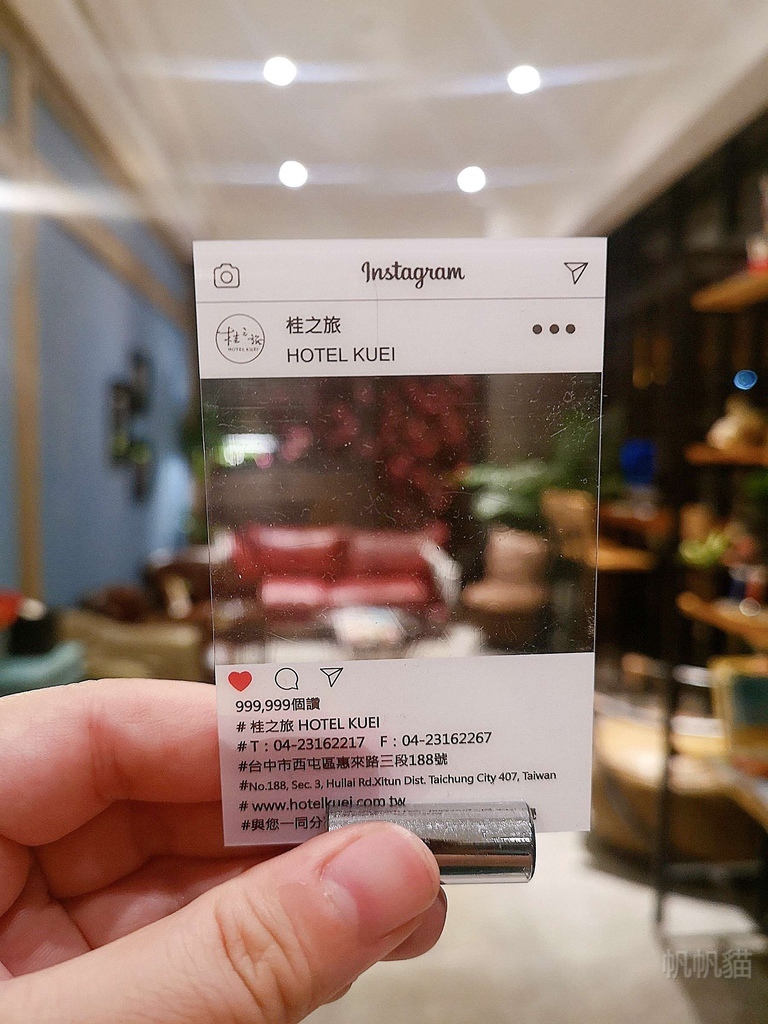 Instagram
桂之旅
HOTEL KUEI
桂之旅
HOTEL KUEI
999,999個讚
# 桂之旅 HOTEL KUEI
# T：04-23162217 F：04-23162267
#台中市西屯區惠來路三段188號
#No.188, Sec. 3, Huilai Rd.Xitun Dist. Taichung City 407, Taiwan
# www.hotelkuei.com.tw
#與您一同分
帆帆貓